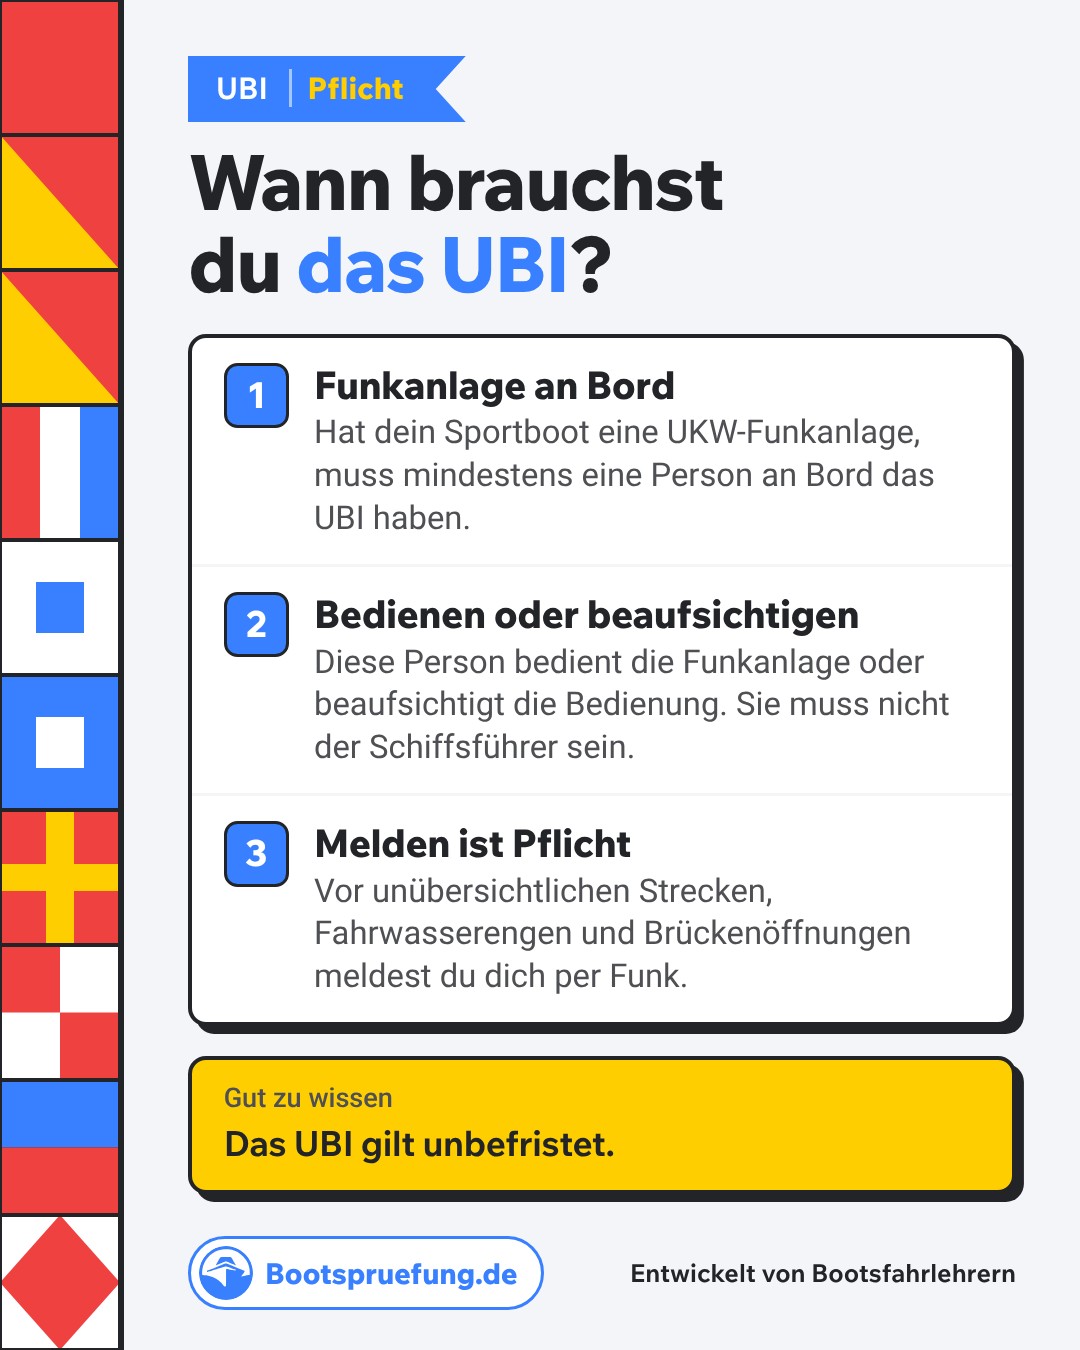 UBI | Pflicht
Wann brauchst
du das UBI?
1 Funkanlage an Bord
Hat dein Sportboot eine UKW-Funkanlage,
muss mindestens eine Person an Bord das
UBI haben.
2 Bedienen oder beaufsichtigen
Diese Person bedient die Funkanlage oder
beaufsichtigt die Bedienung. Sie muss nicht
der Schiffsführer sein.
3 Melden ist Pflicht
Vor unübersichtlichen Strecken,
Fahrwasserengen und Brückenöffnungen
meldest du dich per Funk.
Gut zu wissen
Das UBI gilt unbefristet.
Bootspruefung.de
Entwickelt von Bootsfahrlehrern